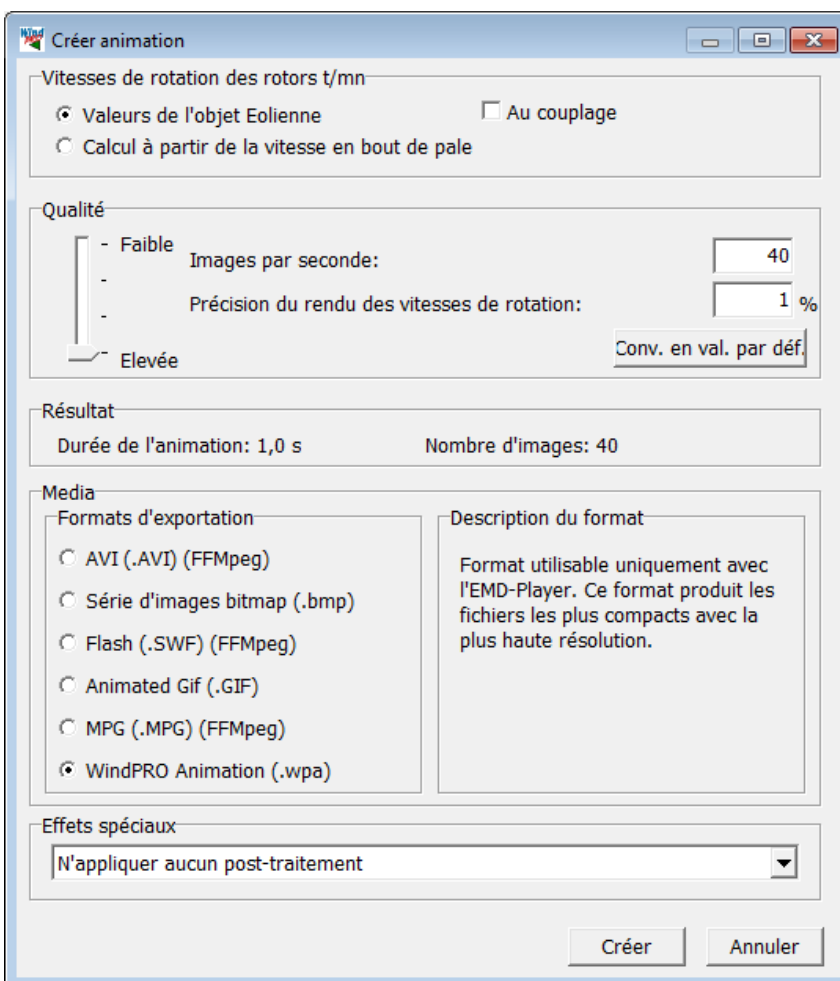 Créer animation
Vitesses de rotation des rotors t/mn
Valeurs de l'objet Eolienne
Au couplage
Calcul à partir de la vitesse en bout de pale
Qualité
Faible
Images par seconde:
40
Précision du rendu des vitesses de rotation:
1 %
Elevée
Conv. en val. par déf.
Résultat
Durée de l'animation: 1,0 s
Nombre d'images: 40
Media
Formats d'exportation
AVI (.AVI) (FFMpeg)
Série d'images bitmap (.bmp)
Flash (.SWF) (FFMpeg)
Animated Gif (.GIF)
MPG (.MPG) (FFMpeg)
WindPRO Animation (.wpa)
Description du format
Format utilisable uniquement avec
l'EMD-Player. Ce format produit les
fichiers les plus compacts avec la
plus haute résolution.
Effets spéciaux
N'appliquer aucun post-traitement
Créer
Annuler